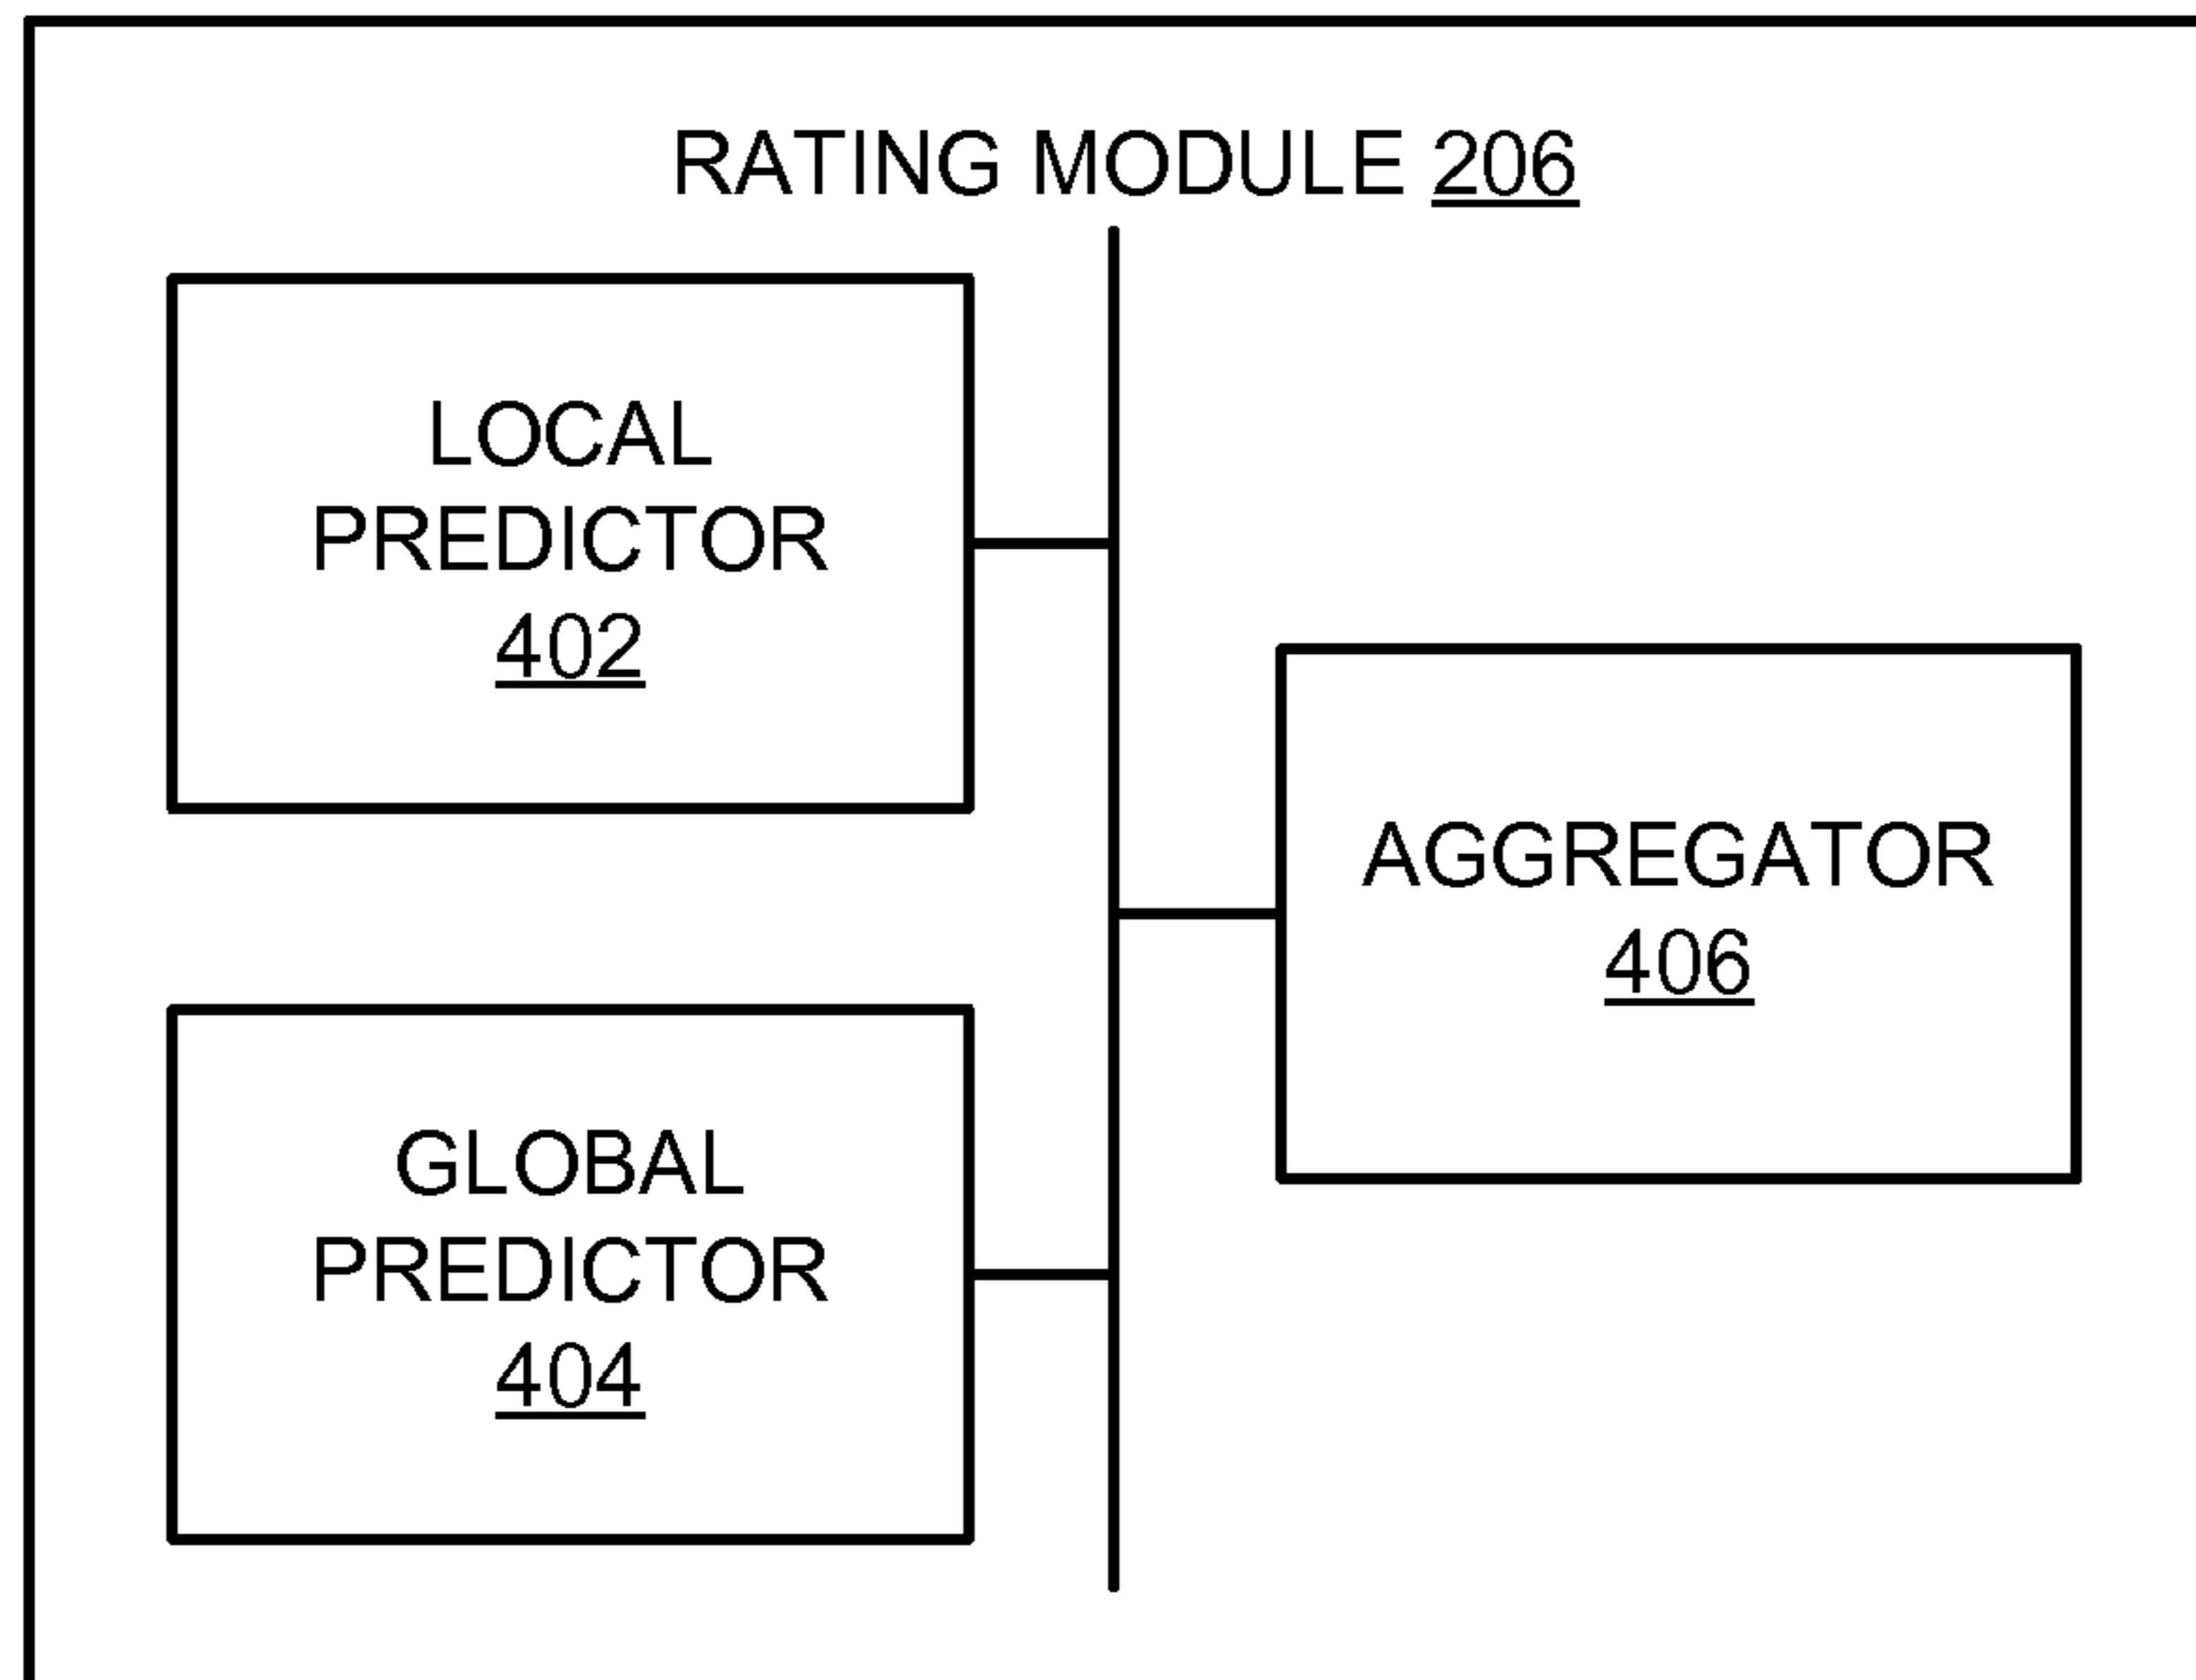 RATING MODULE 206
LOCAL
PREDICTOR
402
AGGREGATOR
406
GLOBAL
PREDICTOR
404